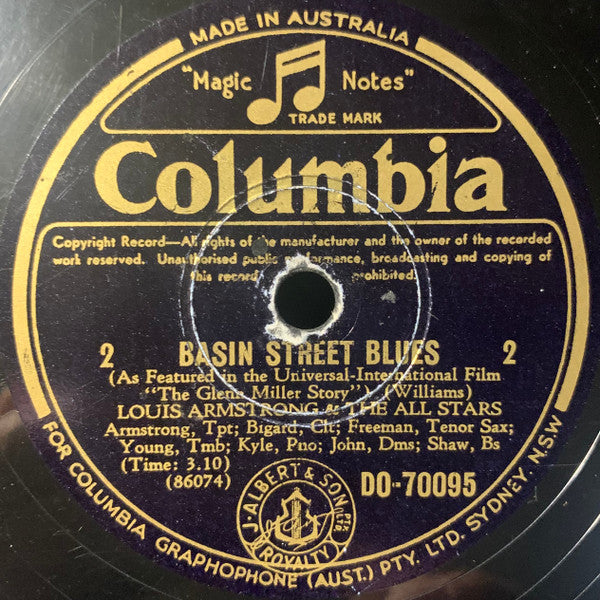 MADE IN AUSTRALIA
"Magic Notes"
TRADE MARK
Columbia
Copyright Record—All rights of the manufacturer and the owner of the recorded
work reserved. Unauthorised public performance, broadcasting and copying of
this record prohibited.
2 BASIN STREET BLUES 2
(As Featured in the Universal-International Film
"The Glenn Miller Story") (Williams)
LOUIS ARMSTRONG & THE ALL STARS
Armstrong, Tpt; Bigard, Clt; Freeman, Tenor Sax;
Young, Tmb; Kyle, Pno; John, Dms; Shaw, Bs
(Time: 3.10)
(86074)
DO-70095
J. ALBERT & SON PTY. LTD.
ROYALTY
FOR COLUMBIA GRAPHOPHONE (AUST.) PTY. LTD. SYDNEY. N.S.W.